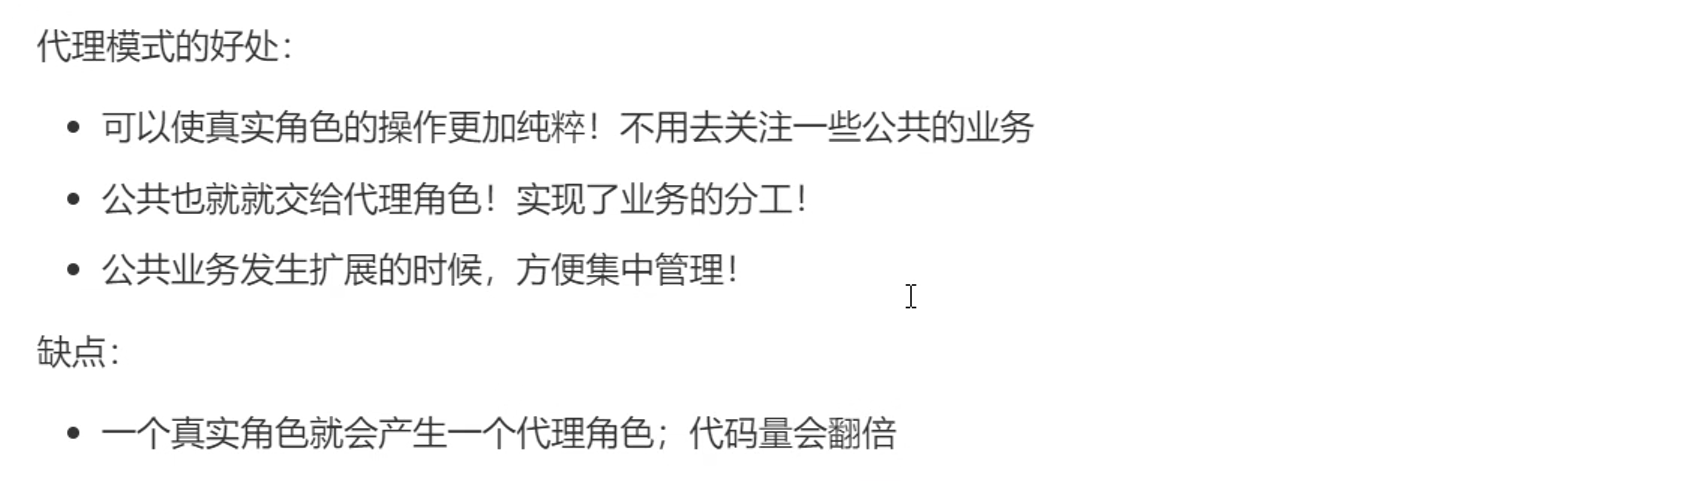 代理模式的好处：
可以使真实角色的操作更加纯粹！不用去关注一些公共的业务
公共也就就交给代理角色！实现了业务的分工！
公共业务发生扩展的时候，方便集中管理！
缺点：
一个真实角色就会产生一个代理角色；代码量会翻倍